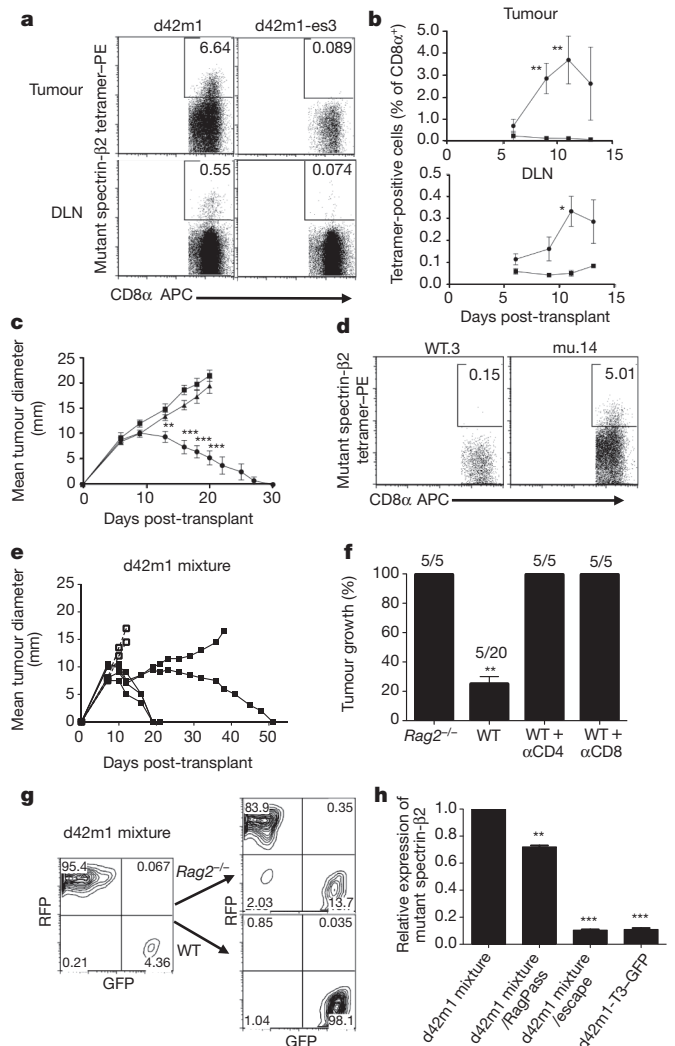 a
d42m1
d42m1-es3
Tumour
DLN
Mutant spectrin-β2 tetramer–PE
6.64
0.089
0.55
0.074
CD8α APC
b
Tumour
Tetramer-positive cells (% of CD8α+)
5.0
4.0
3.0
2.0
1.0
0.0
**
**
0
5
10
15
DLN
0.5
0.4
0.3
0.2
0.1
0.0
*
0
5
10
15
Days post-transplant
c
Mean tumour diameter
(mm)
25
20
15
10
5
0
**
***
***
***
0
10
20
30
Days post-transplant
d
WT.3
mu.14
Mutant spectrin-β2
tetramer–PE
0.15
5.01
CD8α APC
e
d42m1 mixture
Mean tumour diameter
(mm)
25
20
15
10
5
0
0
10
20
30
40
50
Days post-transplant
f
Tumour growth (%)
100
80
60
40
20
0
5/5
5/20
**
5/5
5/5
Rag2–/–
WT
WT +
αCD4
WT +
αCD8
g
d42m1 mixture
RFP
95.4
0.067
0.21
4.36
GFP
Rag2–/–
WT
RFP
83.9
0.35
2.03
13.7
0.85
0.035
1.04
98.1
GFP
h
Relative expression of
mutant spectrin-β2
1.0
0.8
0.6
0.4
0.2
0.0
**
***
***
d42m1 mixture
d42m1 mixture
/RagPass
d42m1 mixture
/escape
d42m1-T3–GFP